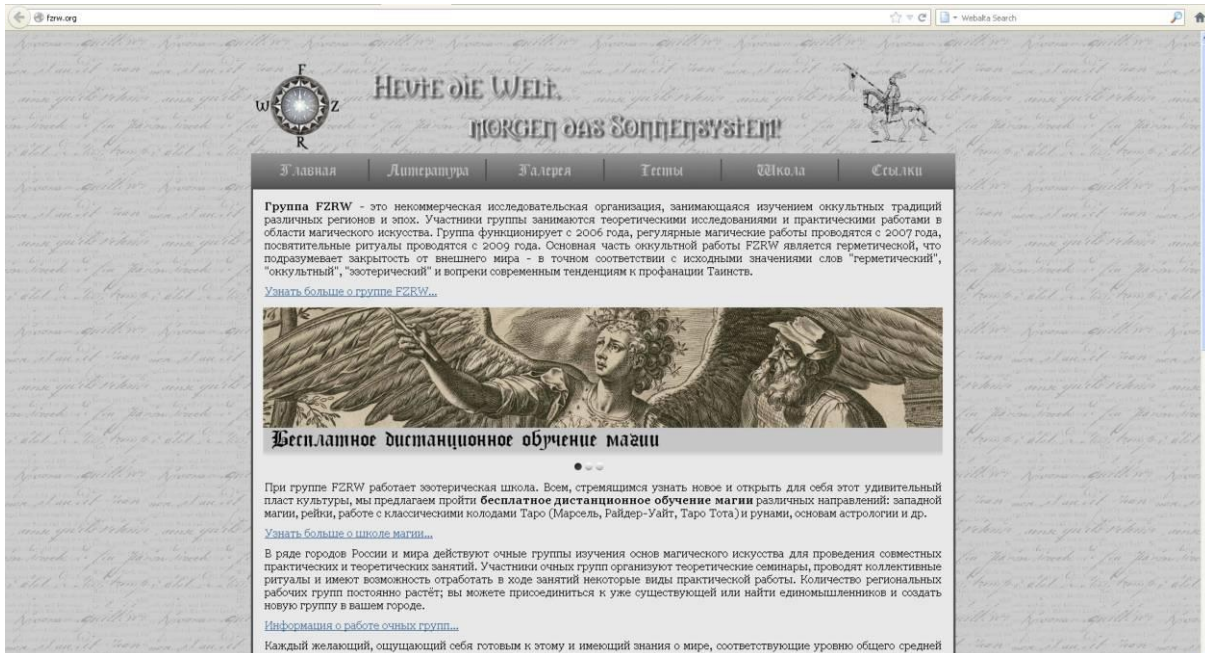 fzrw.org
Webalta Search
F
W
Z
R
Heute die Welt,
morgen das Sonnensystem!
Главная
Литература
Галерея
Тесты
Школа
Ссылки
Группа FZRW - это некоммерческая исследовательская организация, занимающаяся изучением оккультных традиций
различных регионов и эпох. Участники группы занимаются теоретическими исследованиями и практическими работами в
области магического искусства. Группа функционирует с 2006 года, регулярные магические работы проводятся с 2007 года,
посвятительные ритуалы проводятся с 2009 года. Основная часть оккультной работы FZRW является герметической, что
подразумевает закрытость от внешнего мира - в точном соответствии с исходными значениями слов "герметический",
"оккультный", "эзотерический" и вопреки современным тенденциям к профанации Таинств.
Узнать больше о группе FZRW...
Бесплатное дистанционное обучение магии
При группе FZRW работает эзотерическая школа. Всем, стремящимся узнать новое и открыть для себя этот удивительный
пласт культуры, мы предлагаем пройти бесплатное дистанционное обучение магии различных направлений: западной
магии, рейки, работе с классическими колодами Таро (Марсель, Райдер-Уайт, Таро Тота) и рунами, основам астрологии и др.
Узнать больше о школе магии...
В ряде городов России и мира действуют очные группы изучения основ магического искусства для проведения совместных
практических и теоретических занятий. Участники очных групп организуют теоретические семинары, проводят коллективные
ритуалы и имеют возможность отработать в ходе занятий некоторые виды практической работы. Количество региональных
рабочих групп постоянно растёт; вы можете присоединиться к уже существующей или найти единомышленников и создать
новую группу в вашем городе.
Информация о работе очных групп...
Каждый желающий, ощущающий себя готовым к этому и имеющий знания о мире, соответствующие уровню общего средней